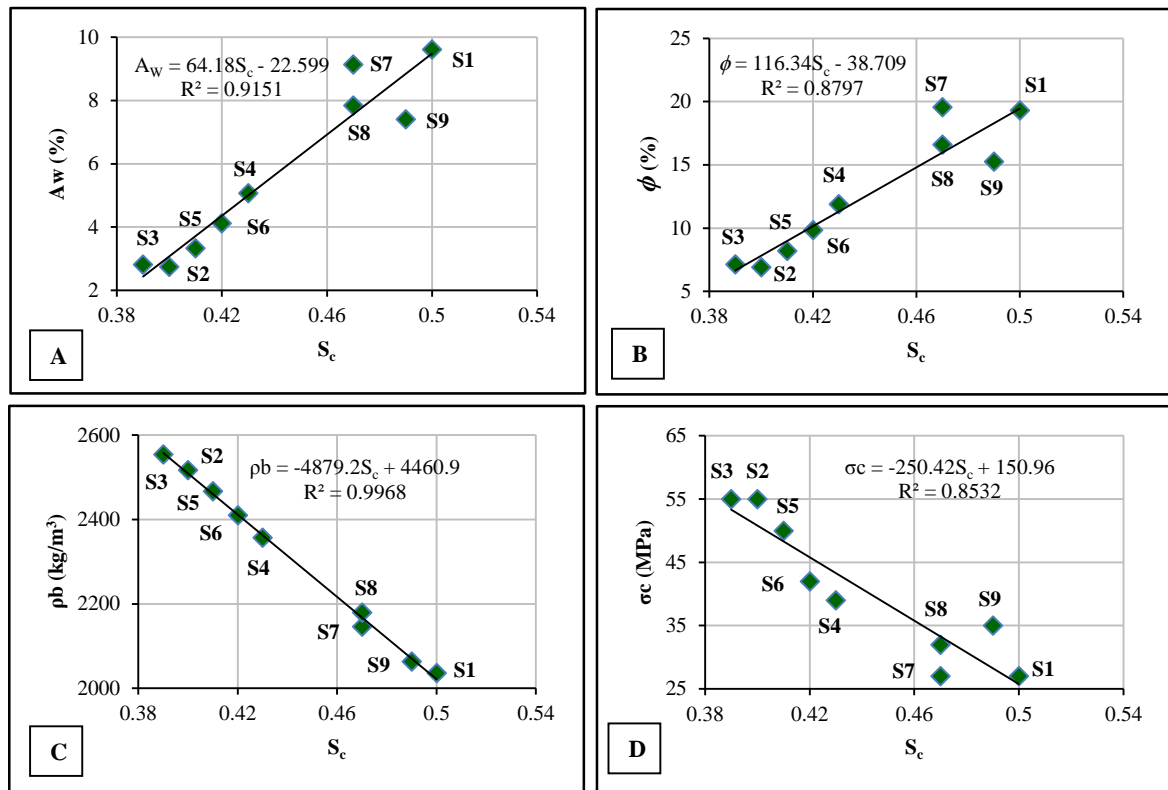 10
8
6
4
2
Aw (%)
A_W = 64.18S_c - 22.599
R² = 0.9151
S7
S1
S8
S9
S4
S5
S6
S3
S2
0.38 0.42 0.46 0.5 0.54
S_c
A
25
20
15
10
5
ϕ (%)
ϕ = 116.34S_c - 38.709
R² = 0.8797
S7
S1
S8
S9
S4
S5
S6
S3
S2
0.38 0.42 0.46 0.5 0.54
S_c
B
2600
2400
2200
2000
ρb (kg/m³)
ρb = -4879.2S_c + 4460.9
R² = 0.9968
S2
S3
S5
S6
S4
S8
S7
S9
S1
0.38 0.42 0.46 0.5 0.54
S_c
C
65
55
45
35
25
σc (MPa)
σc = -250.42S_c + 150.96
R² = 0.8532
S3 S2
S5
S6
S4
S8
S9
S7
S1
0.38 0.42 0.46 0.5 0.54
S_c
D